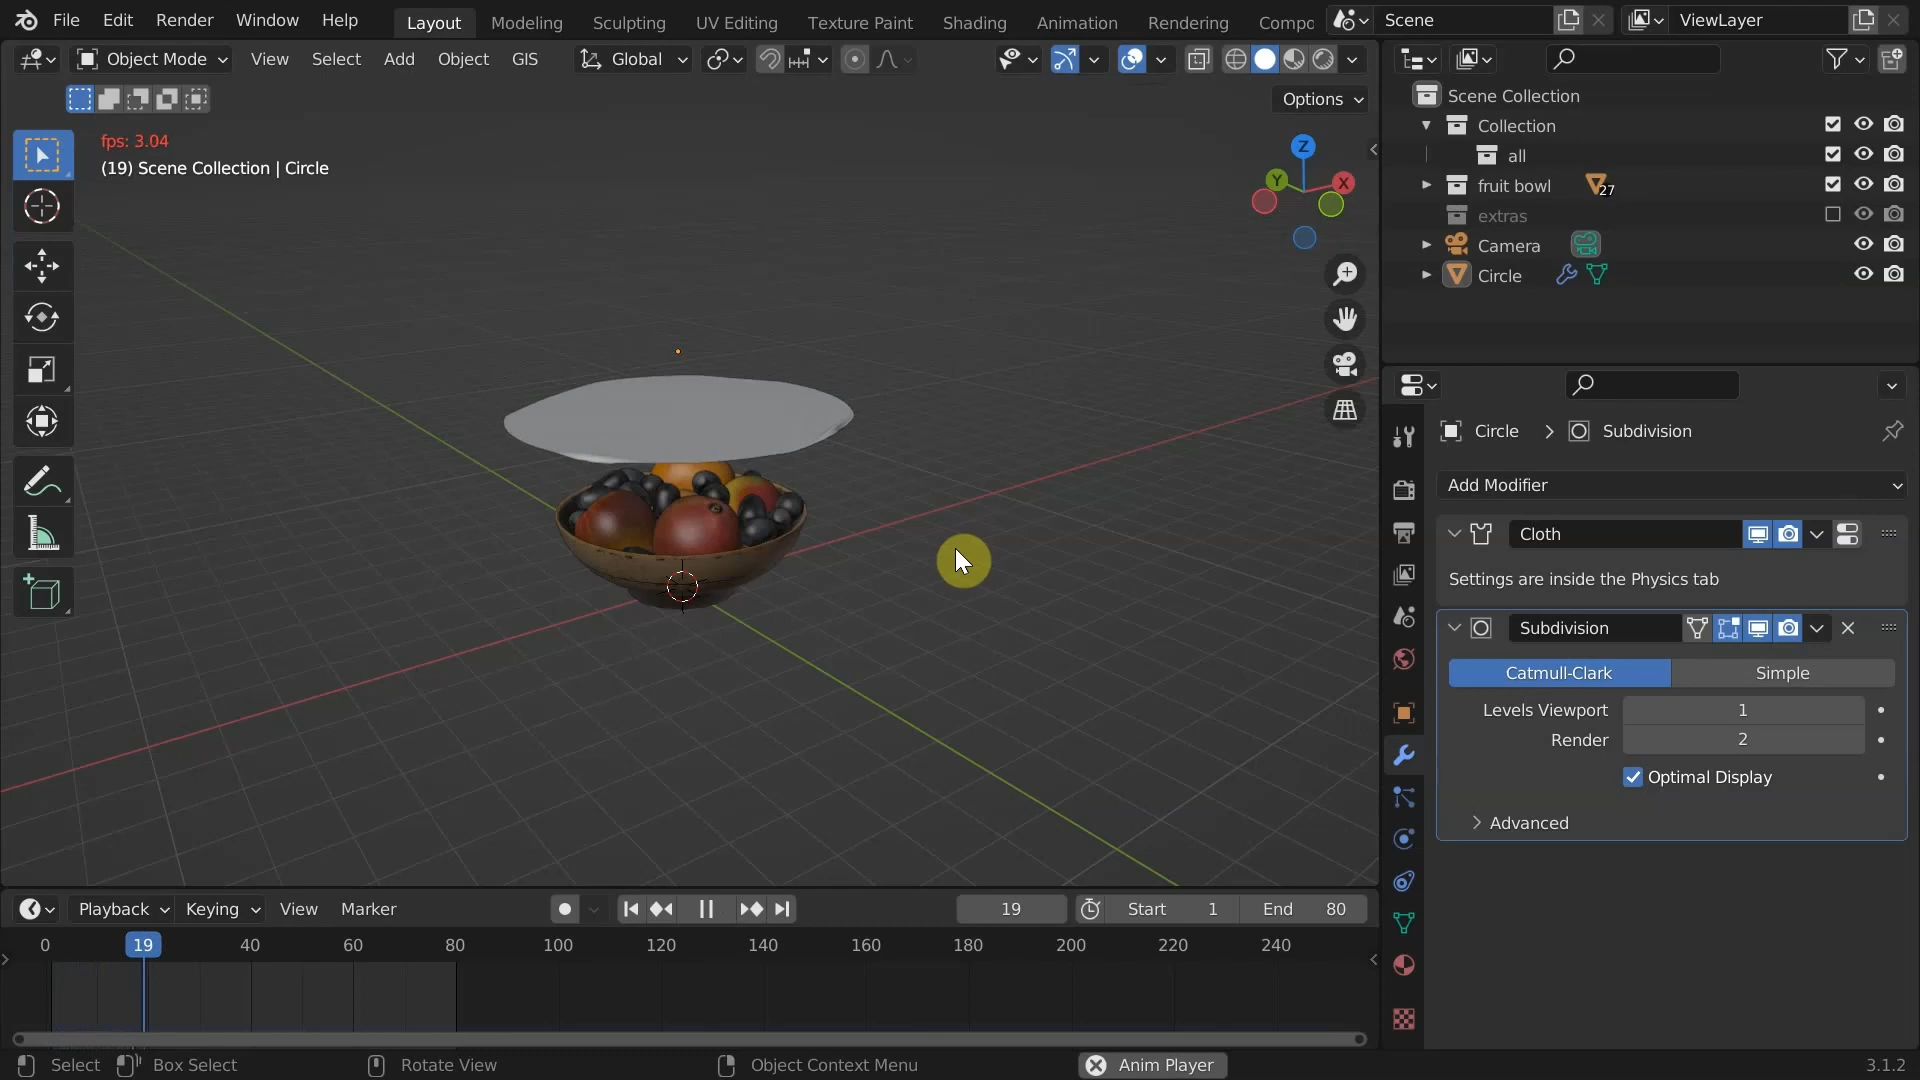 File Edit Render Window Help Layout Modeling Sculpting UV Editing Texture Paint Shading Animation Rendering Compo Scene ViewLayer
Object Mode View Select Add Object GIS Global
Options
fps: 3.04
(19) Scene Collection | Circle
Z
Y
X
Scene Collection
Collection
all
fruit bowl 27
extras
Camera
Circle
Circle > Subdivision
Add Modifier
Cloth
Settings are inside the Physics tab
Subdivision
Catmull-Clark Simple
Levels Viewport 1
Render 2
Optimal Display
Advanced
Playback Keying View Marker 19 Start 1 End 80
0 19 40 60 80 100 120 140 160 180 200 220 240
Select Box Select Rotate View Object Context Menu Anim Player 3.1.2